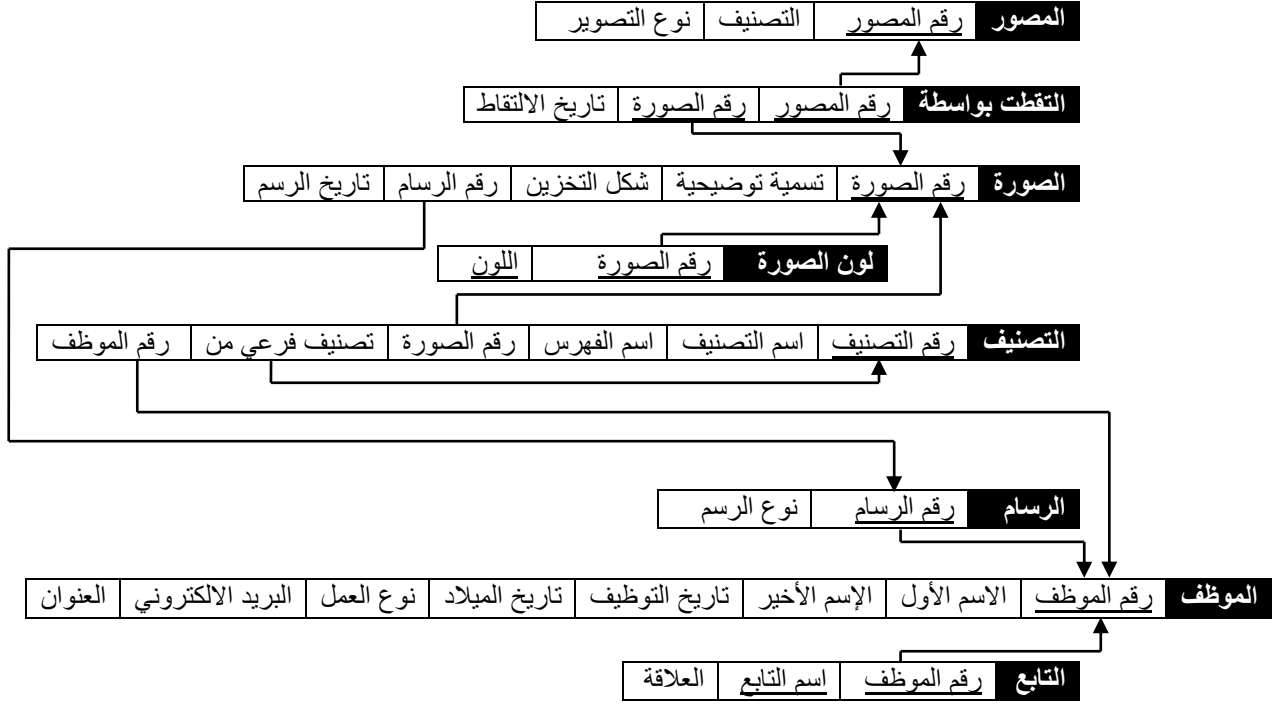 المصور رقم المصور التصنيف نوع التصوير
التقطت بواسطة رقم المصور رقم الصورة تاريخ الالتقاط
الصورة رقم الصورة تسمية توضيحية شكل التخزين رقم الرسام تاريخ الرسم
لون الصورة رقم الصورة اللون
التصنيف رقم التصنيف اسم التصنيف اسم الفهرس رقم الصورة تصنيف فرعي من رقم الموظف
الرسام رقم الرسام نوع الرسم
الموظف رقم الموظف الاسم الأول الإسم الأخير تاريخ التوظيف تاريخ الميلاد نوع العمل البريد الالكتروني العنوان
التابع رقم الموظف اسم التابع العلاقة